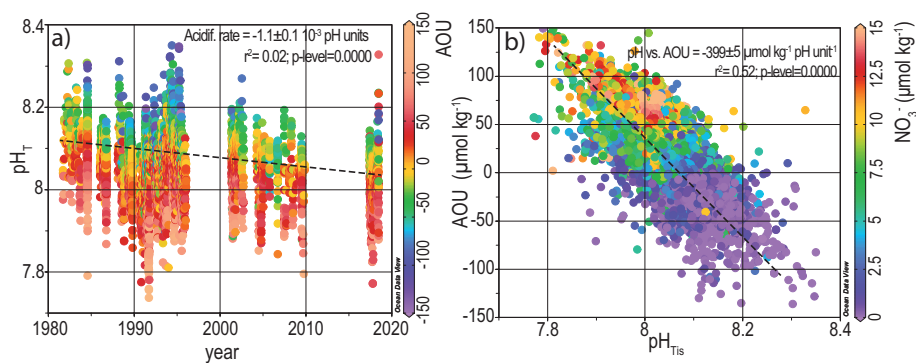 a)
Acidif. rate = -1.1±0.1 10⁻³ pH units
r²= 0.02; p-level=0.0000
8.4
8.2
8
7.8
pH_T
1980
1990
2000
2010
2020
year
Ocean Data View
150
100
50
0
-50
-100
-150
AOU
b)
pH vs. AOU = -399±5 μmol kg⁻¹ pH unit⁻¹
r²= 0.52; p-level=0.0000
150
100
50
0
-50
-100
-150
AOU (μmol kg⁻¹)
7.8
8
8.2
8.4
pH_Tis
Ocean Data View
15
12.5
10
7.5
5
2.5
0
NO₃⁻ (μmol kg⁻¹)